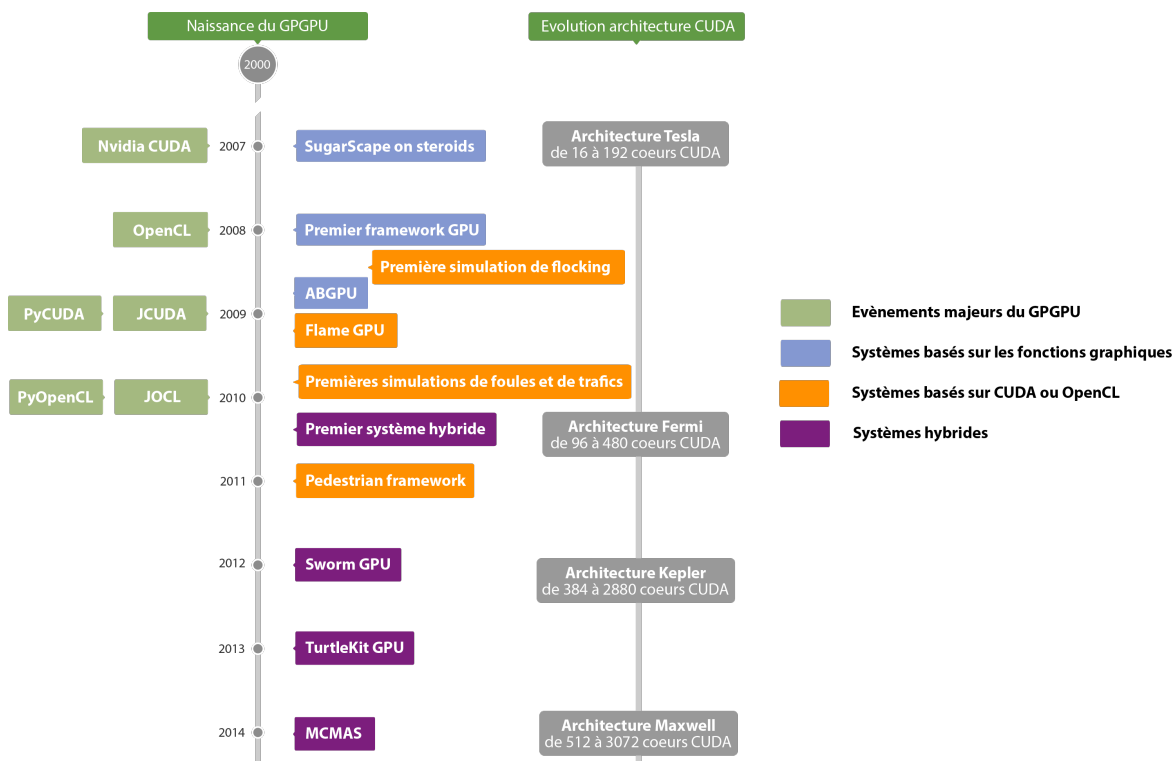 Naissance du GPGPU
Evolution architecture CUDA
2000
Nvidia CUDA
2007
SugarScape on steroids
Architecture Tesla
de 16 à 192 coeurs CUDA
OpenCL
2008
Premier framework GPU
Première simulation de flocking
ABGPU
PyCUDA
JCUDA
2009
Flame GPU
Premières simulations de foules et de trafics
PyOpenCL
JOCL
2010
Premier système hybride
Architecture Fermi
de 96 à 480 coeurs CUDA
2011
Pedestrian framework
2012
Sworm GPU
Architecture Kepler
de 384 à 2880 coeurs CUDA
2013
TurtleKit GPU
2014
MCMAS
Architecture Maxwell
de 512 à 3072 coeurs CUDA
Evènements majeurs du GPGPU
Systèmes basés sur les fonctions graphiques
Systèmes basés sur CUDA ou OpenCL
Systèmes hybrides